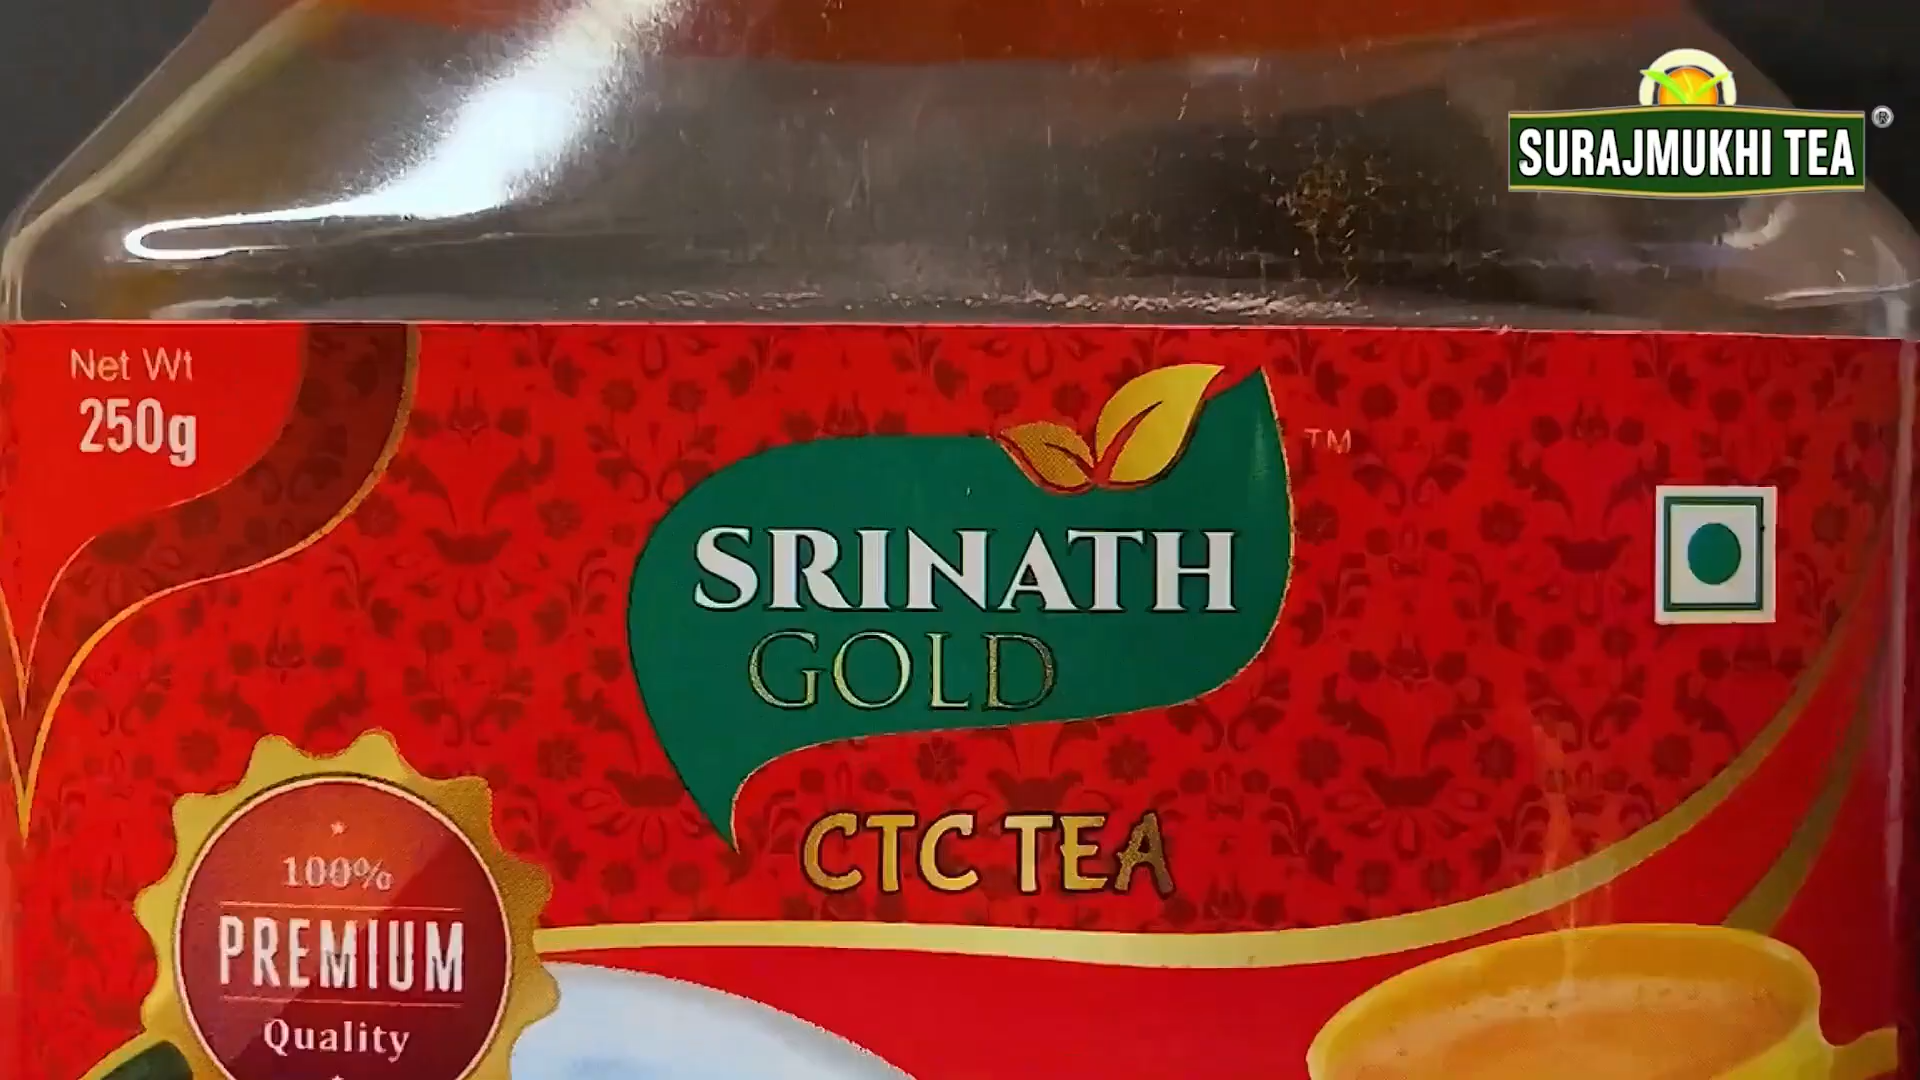 SURAJMUKHI TEA ®
Net Wt
250g
TM
SRINATH
GOLD
CTC TEA
100%
PREMIUM
Quality